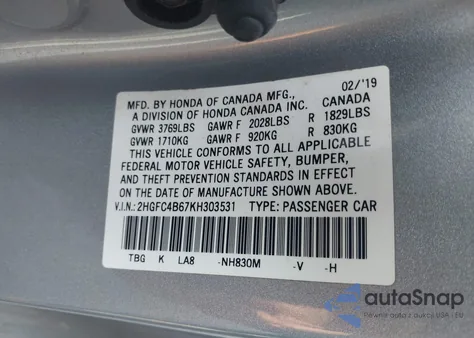 02/'19
MFD. BY HONDA OF CANADA MFG.,
A DIVISION OF HONDA CANADA INC. CANADA
GVWR 3769LBS GAWR F 2028LBS R 1829LBS
GVWR 1710KG GAWR F 920KG R 830KG
THIS VEHICLE CONFORMS TO ALL APPLICABLE
FEDERAL MOTOR VEHICLE SAFETY, BUMPER,
AND THEFT PREVENTION STANDARDS IN EFFECT
ON THE DATE OF MANUFACTURE SHOWN ABOVE.
V.I.N.: 2HGFC4B67KH303531 TYPE: PASSENGER CAR
TBG K LA8 -NH830M -V -H
autoSnap